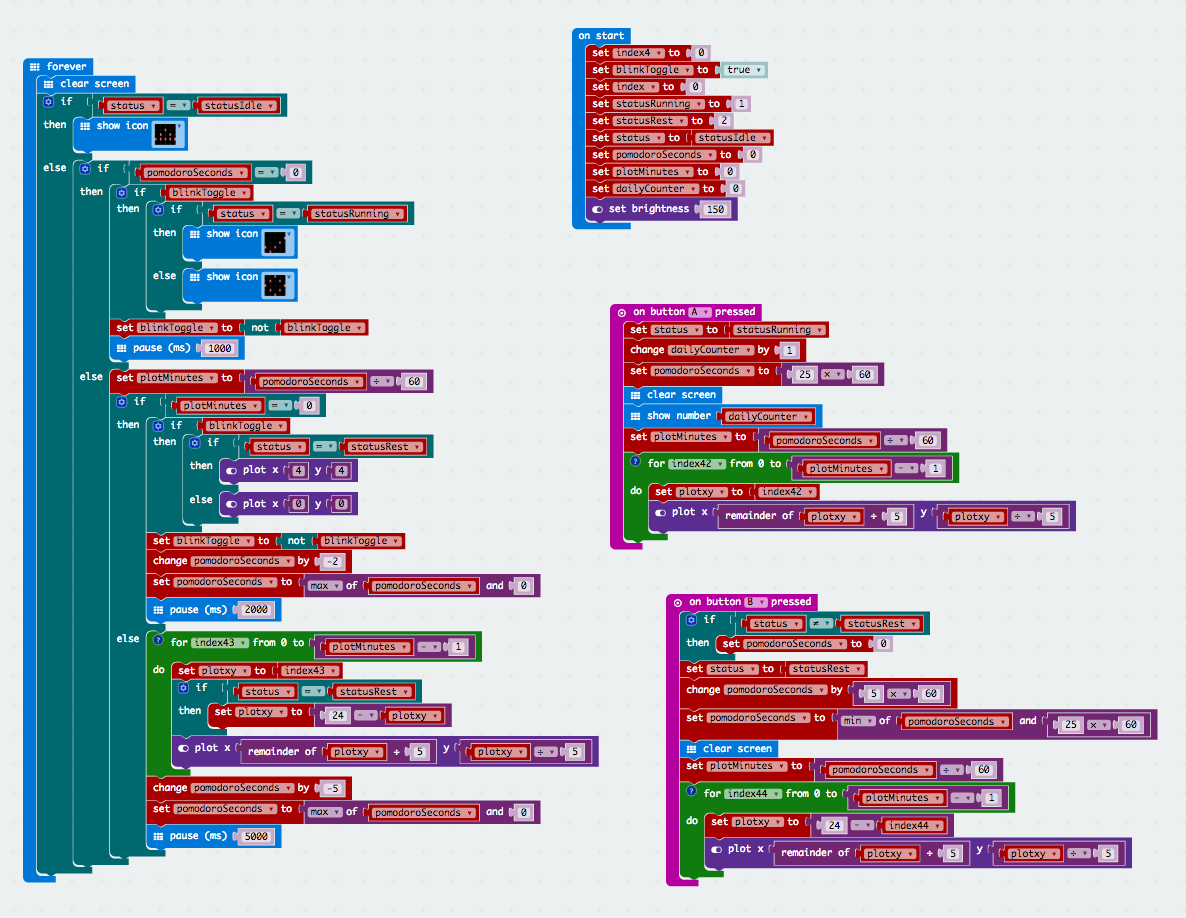 forever
clear screen
if status = statusIdle
then show icon
else if pomodoroSeconds = 0
then if blinkToggle
then if status = statusRunning
then show icon
else show icon
set blinkToggle to not blinkToggle
pause (ms) 1000
else set plotMinutes to pomodoroSeconds ÷ 60
if plotMinutes = 0
then if blinkToggle
then if status = statusRest
then plot x 4 y 4
else plot x 0 y 0
set blinkToggle to not blinkToggle
change pomodoroSeconds by -2
set pomodoroSeconds to max of pomodoroSeconds and 0
pause (ms) 2000
else for index43 from 0 to plotMinutes - 1
do set plotxy to index43
if status = statusRest
then set plotxy to 24 - plotxy
plot x remainder of plotxy ÷ 5 y plotxy ÷ 5
change pomodoroSeconds by -5
set pomodoroSeconds to max of pomodoroSeconds and 0
pause (ms) 5000
on start
set index4 to 0
set blinkToggle to true
set index to 0
set statusRunning to 1
set statusRest to 2
set status to statusIdle
set pomodoroSeconds to 0
set plotMinutes to 0
set dailyCounter to 0
set brightness 150
on button A pressed
set status to statusRunning
change dailyCounter by 1
set pomodoroSeconds to 25 × 60
clear screen
show number dailyCounter
set plotMinutes to pomodoroSeconds ÷ 60
for index42 from 0 to plotMinutes - 1
do set plotxy to index42
plot x remainder of plotxy ÷ 5 y plotxy ÷ 5
on button B pressed
if status ≠ statusRest
then set pomodoroSeconds to 0
set status to statusRest
change pomodoroSeconds by 5 × 60
set pomodoroSeconds to min of pomodoroSeconds and 25 × 60
clear screen
set plotMinutes to pomodoroSeconds ÷ 60
for index44 from 0 to plotMinutes - 1
do set plotxy to 24 - index44
plot x remainder of plotxy ÷ 5 y plotxy ÷ 5